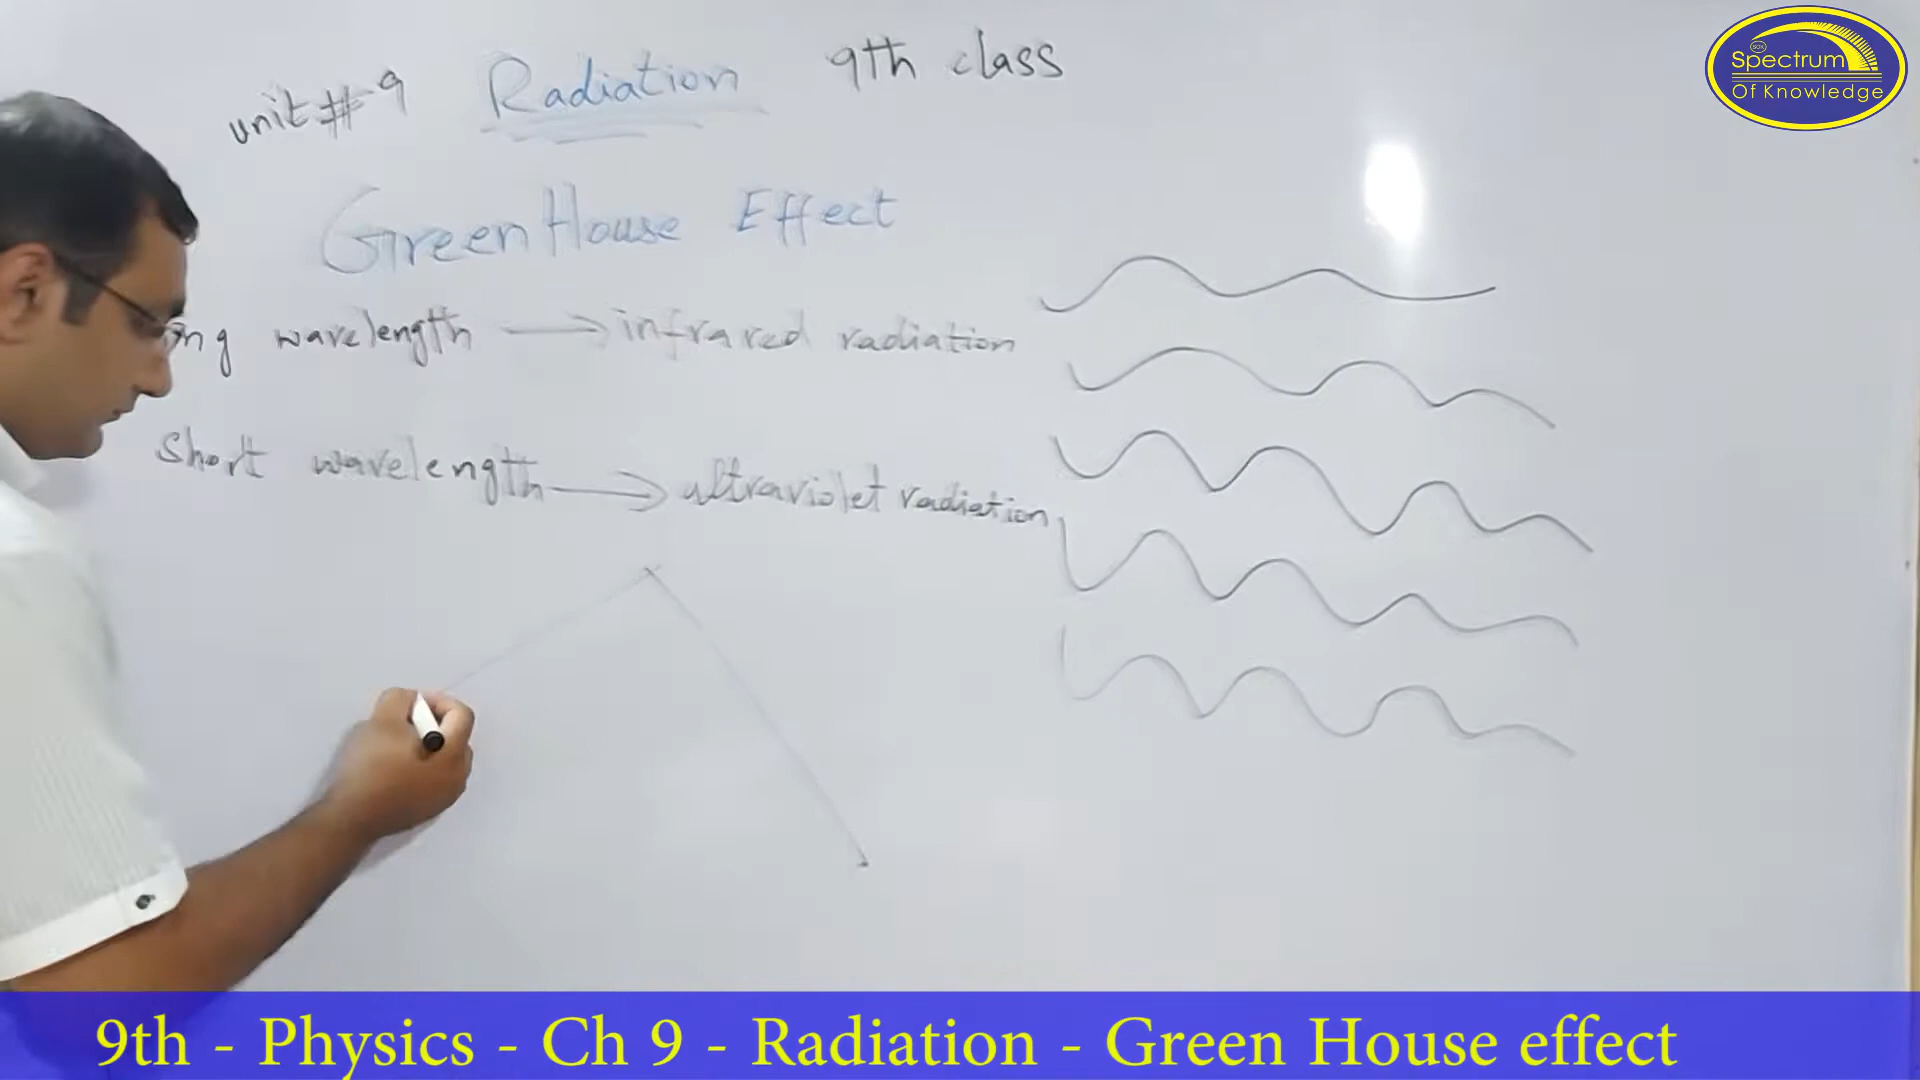 unit # 9 Radiation 9th class
Green House Effect
wavelength → infrared radiation
Short wavelength → ultraviolet radiation
SOK
Spectrum
Of Knowledge
9th - Physics - Ch 9 - Radiation - Green House effect